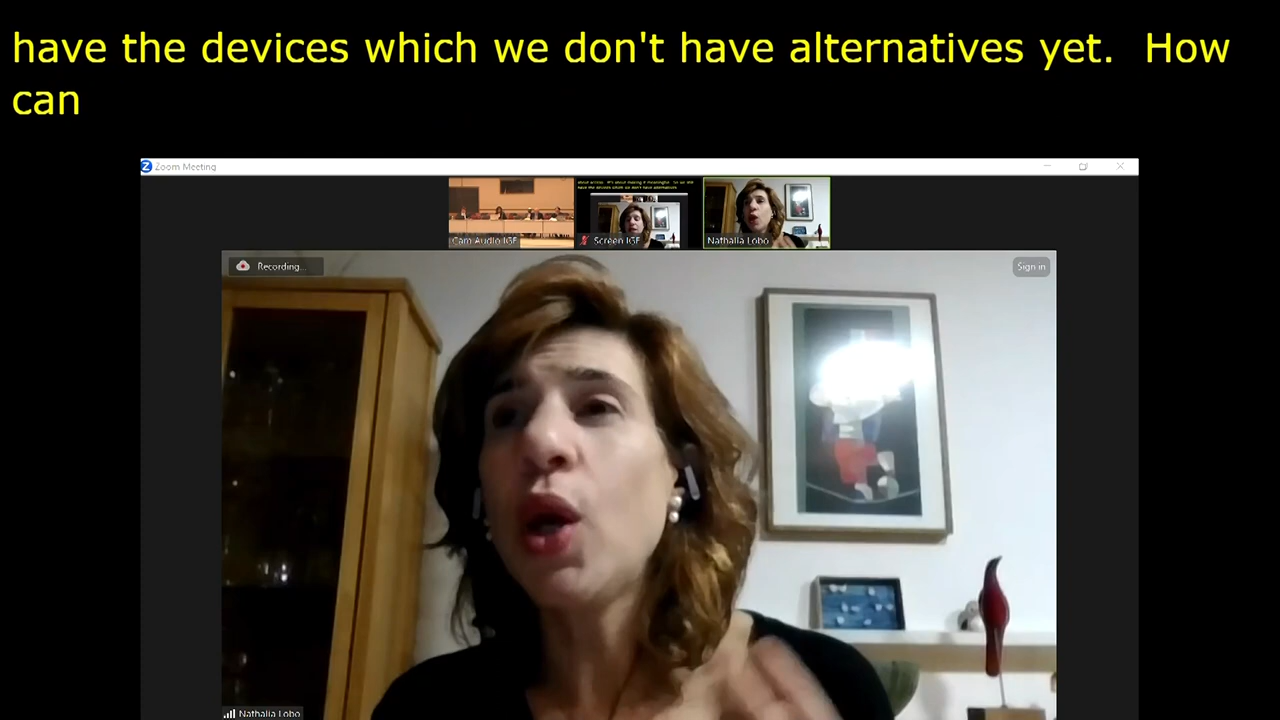 have the devices which we don't have alternatives yet.  How
can
Zoom Meeting
Cam Audio IGF
Screen IGF
Nathalia Lobo
Recording...
Sign in
Nathalia Lobo